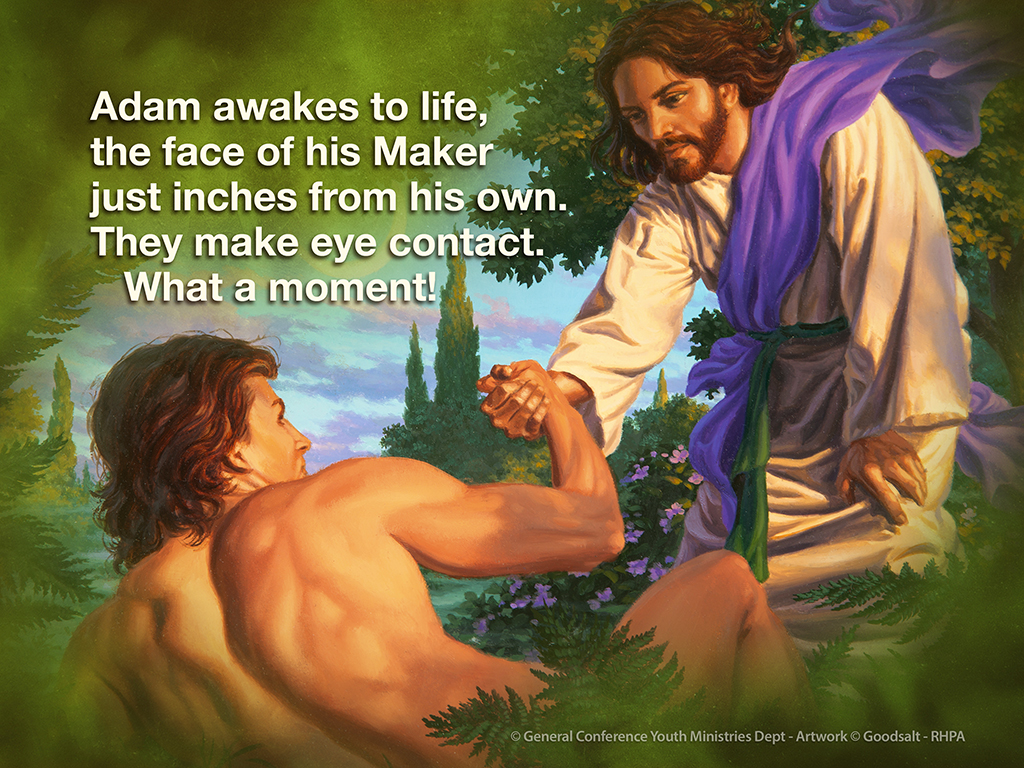 Adam awakes to life,
the face of his Maker
just inches from his own.
They make eye contact.
What a moment!
© General Conference Youth Ministries Dept - Artwork © Goodsalt - RHPA